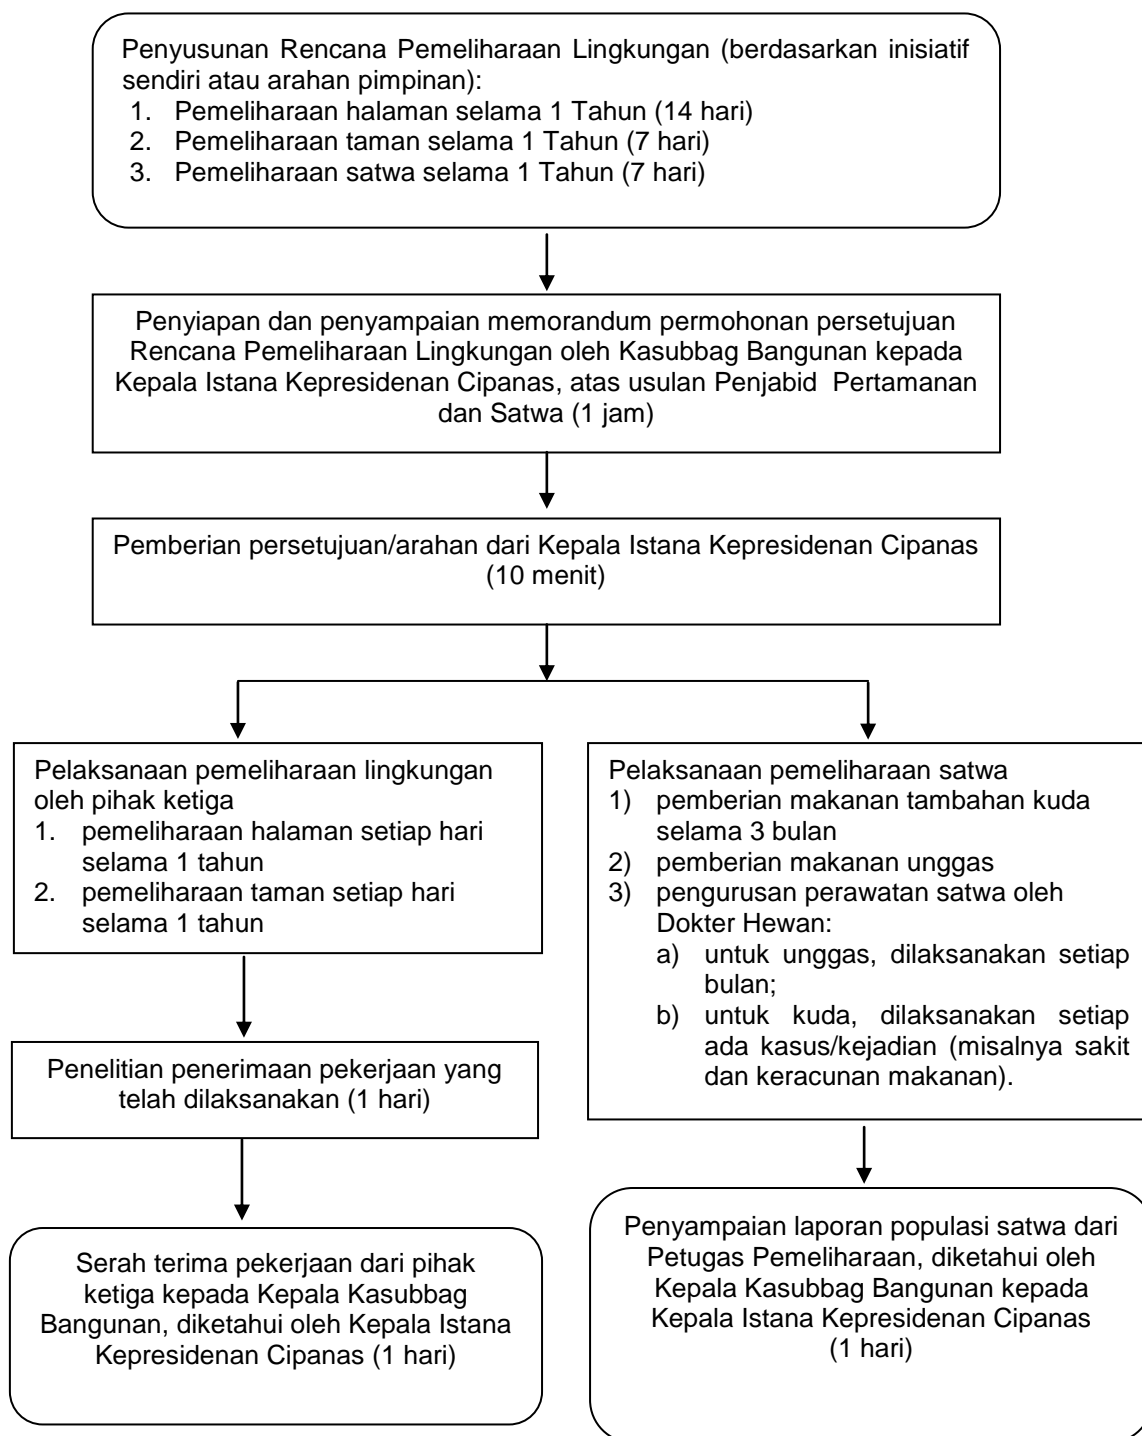 Penyusunan Rencana Pemeliharaan Lingkungan (berdasarkan inisiatif
sendiri atau arahan pimpinan):
1. Pemeliharaan halaman selama 1 Tahun (14 hari)
2. Pemeliharaan taman selama 1 Tahun (7 hari)
3. Pemeliharaan satwa selama 1 Tahun (7 hari)
Penyiapan dan penyampaian memorandum permohonan persetujuan
Rencana Pemeliharaan Lingkungan oleh Kasubbag Bangunan kepada
Kepala Istana Kepresidenan Cipanas, atas usulan Penjabid Pertamanan
dan Satwa (1 jam)
Pemberian persetujuan/arahan dari Kepala Istana Kepresidenan Cipanas
(10 menit)
Pelaksanaan pemeliharaan lingkungan
oleh pihak ketiga
1. pemeliharaan halaman setiap hari
selama 1 tahun
2. pemeliharaan taman setiap hari
selama 1 tahun
Penelitian penerimaan pekerjaan yang
telah dilaksanakan (1 hari)
Serah terima pekerjaan dari pihak
ketiga kepada Kepala Kasubbag
Bangunan, diketahui oleh Kepala Istana
Kepresidenan Cipanas (1 hari)
Pelaksanaan pemeliharaan satwa
1) pemberian makanan tambahan kuda
selama 3 bulan
2) pemberian makanan unggas
3) pengurusan perawatan satwa oleh
Dokter Hewan:
a) untuk unggas, dilaksanakan setiap
bulan;
b) untuk kuda, dilaksanakan setiap
ada kasus/kejadian (misalnya sakit
dan keracunan makanan).
Penyampaian laporan populasi satwa dari
Petugas Pemeliharaan, diketahui oleh
Kepala Kasubbag Bangunan kepada
Kepala Istana Kepresidenan Cipanas
(1 hari)